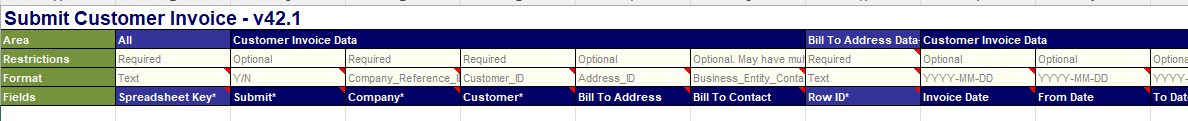 Submit Customer Invoice - v42.1
Area All Customer Invoice Data Bill To Address Data- Customer Invoice Data
Restrictions Required Optional Required Required Optional Optional. May have mul Required Optional Optional Optional
Format Text Y/N Company_Reference_I Customer_ID Address_ID Business_Entity_Conta Text YYYY-MM-DD YYYY-MM-DD YYYY-
Fields Spreadsheet Key* Submit* Company* Customer* Bill To Address Bill To Contact Row ID* Invoice Date From Date To Dat